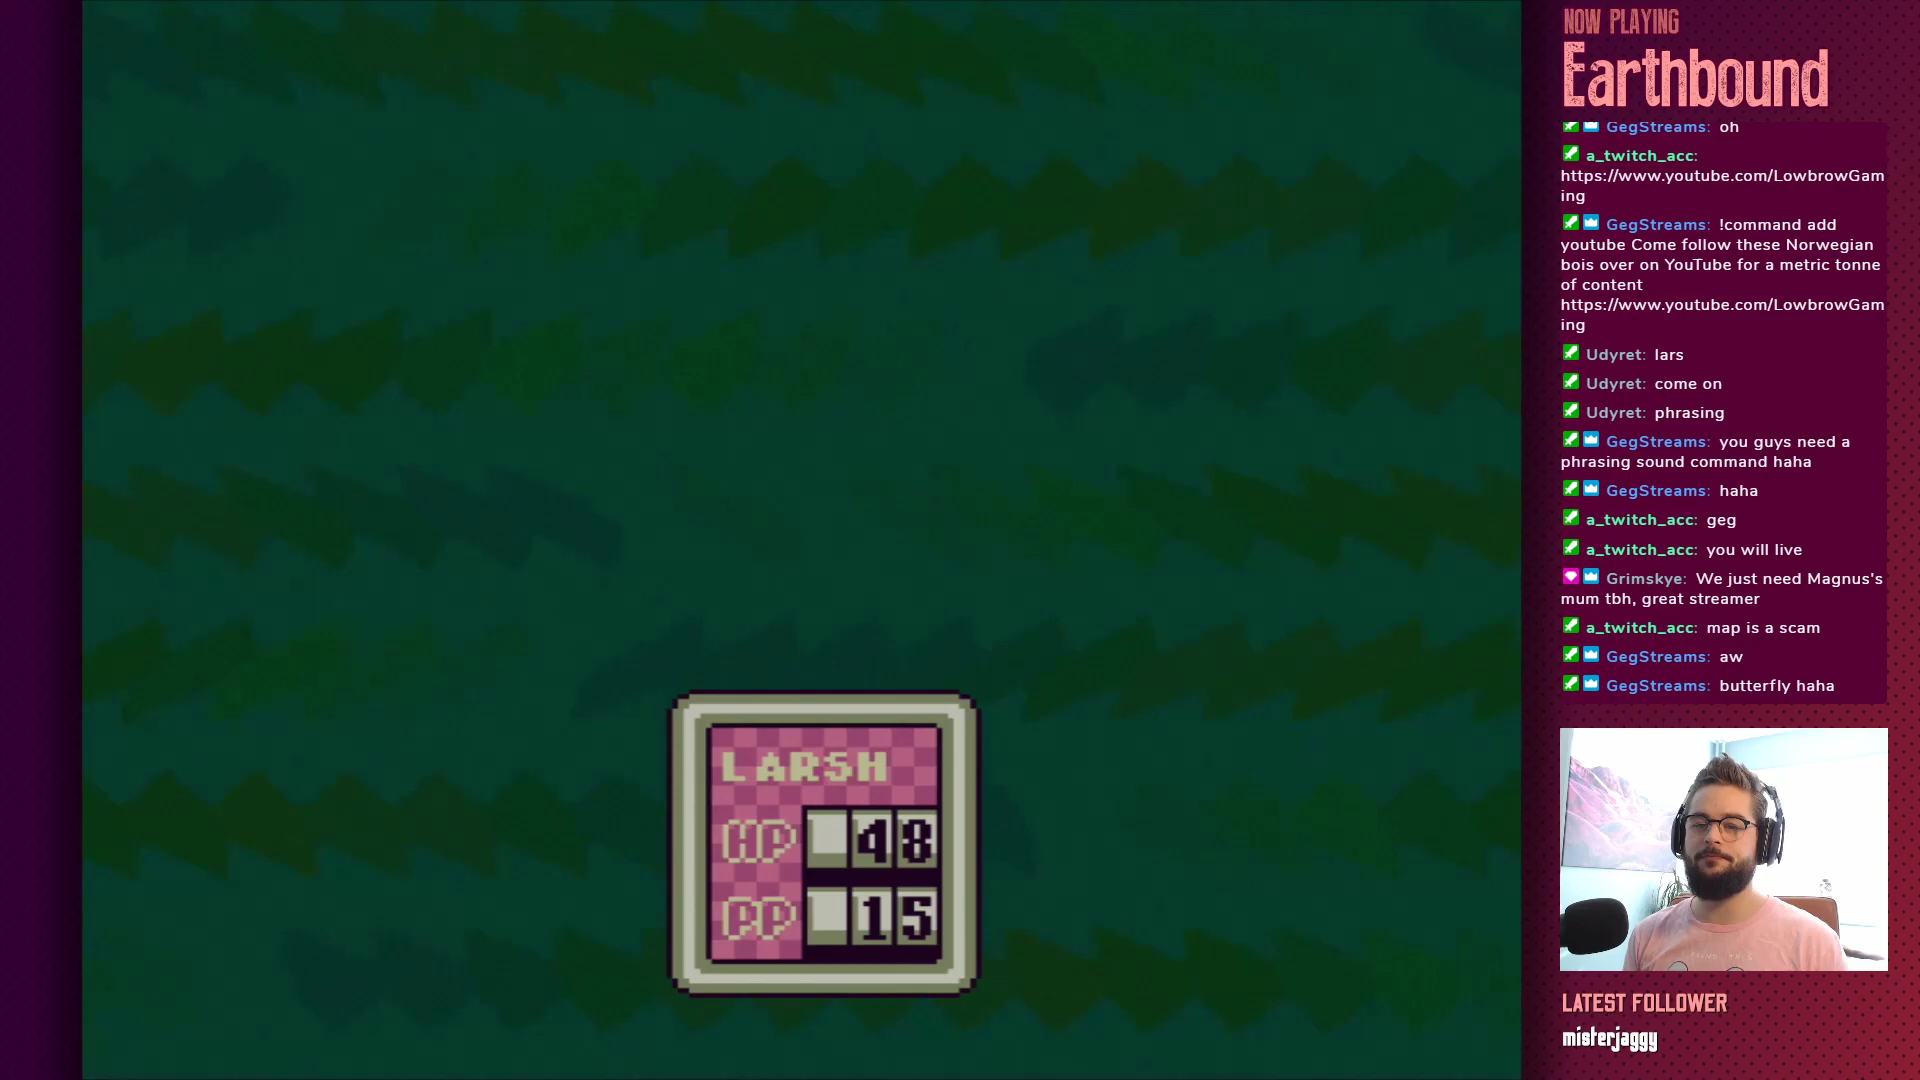 NOW PLAYING
Earthbound
GegStreams: oh
a_twitch_acc:
https://www.youtube.com/LowbrowGam
ing
GegStreams: !command add
youtube Come follow these Norwegian
bois over on YouTube for a metric tonne
of content
https://www.youtube.com/LowbrowGam
ing
Udyret: lars
Udyret: come on
Udyret: phrasing
GegStreams: you guys need a
phrasing sound command haha
GegStreams: haha
a_twitch_acc: geg
a_twitch_acc: you will live
Grimskye: We just need Magnus's
mum tbh, great streamer
a_twitch_acc: map is a scam
GegStreams: aw
GegStreams: butterfly haha
LARSH
HP 48
PP 15
LATEST FOLLOWER
misterjaggy